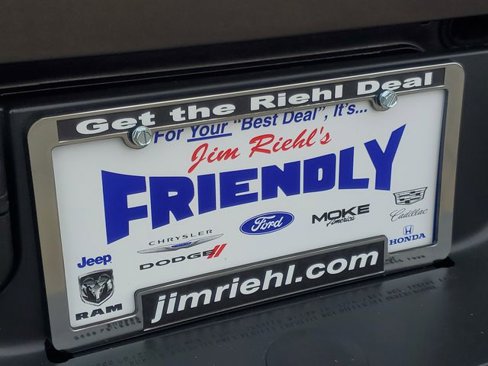 Get the Riehl Deal
For Your "Best Deal", It's...
Jim Riehl's
FRIENDLY
Jeep
RAM
CHRYSLER
DODGE
Ford
MOKE
America
Cadillac
HONDA
jimriehl.com